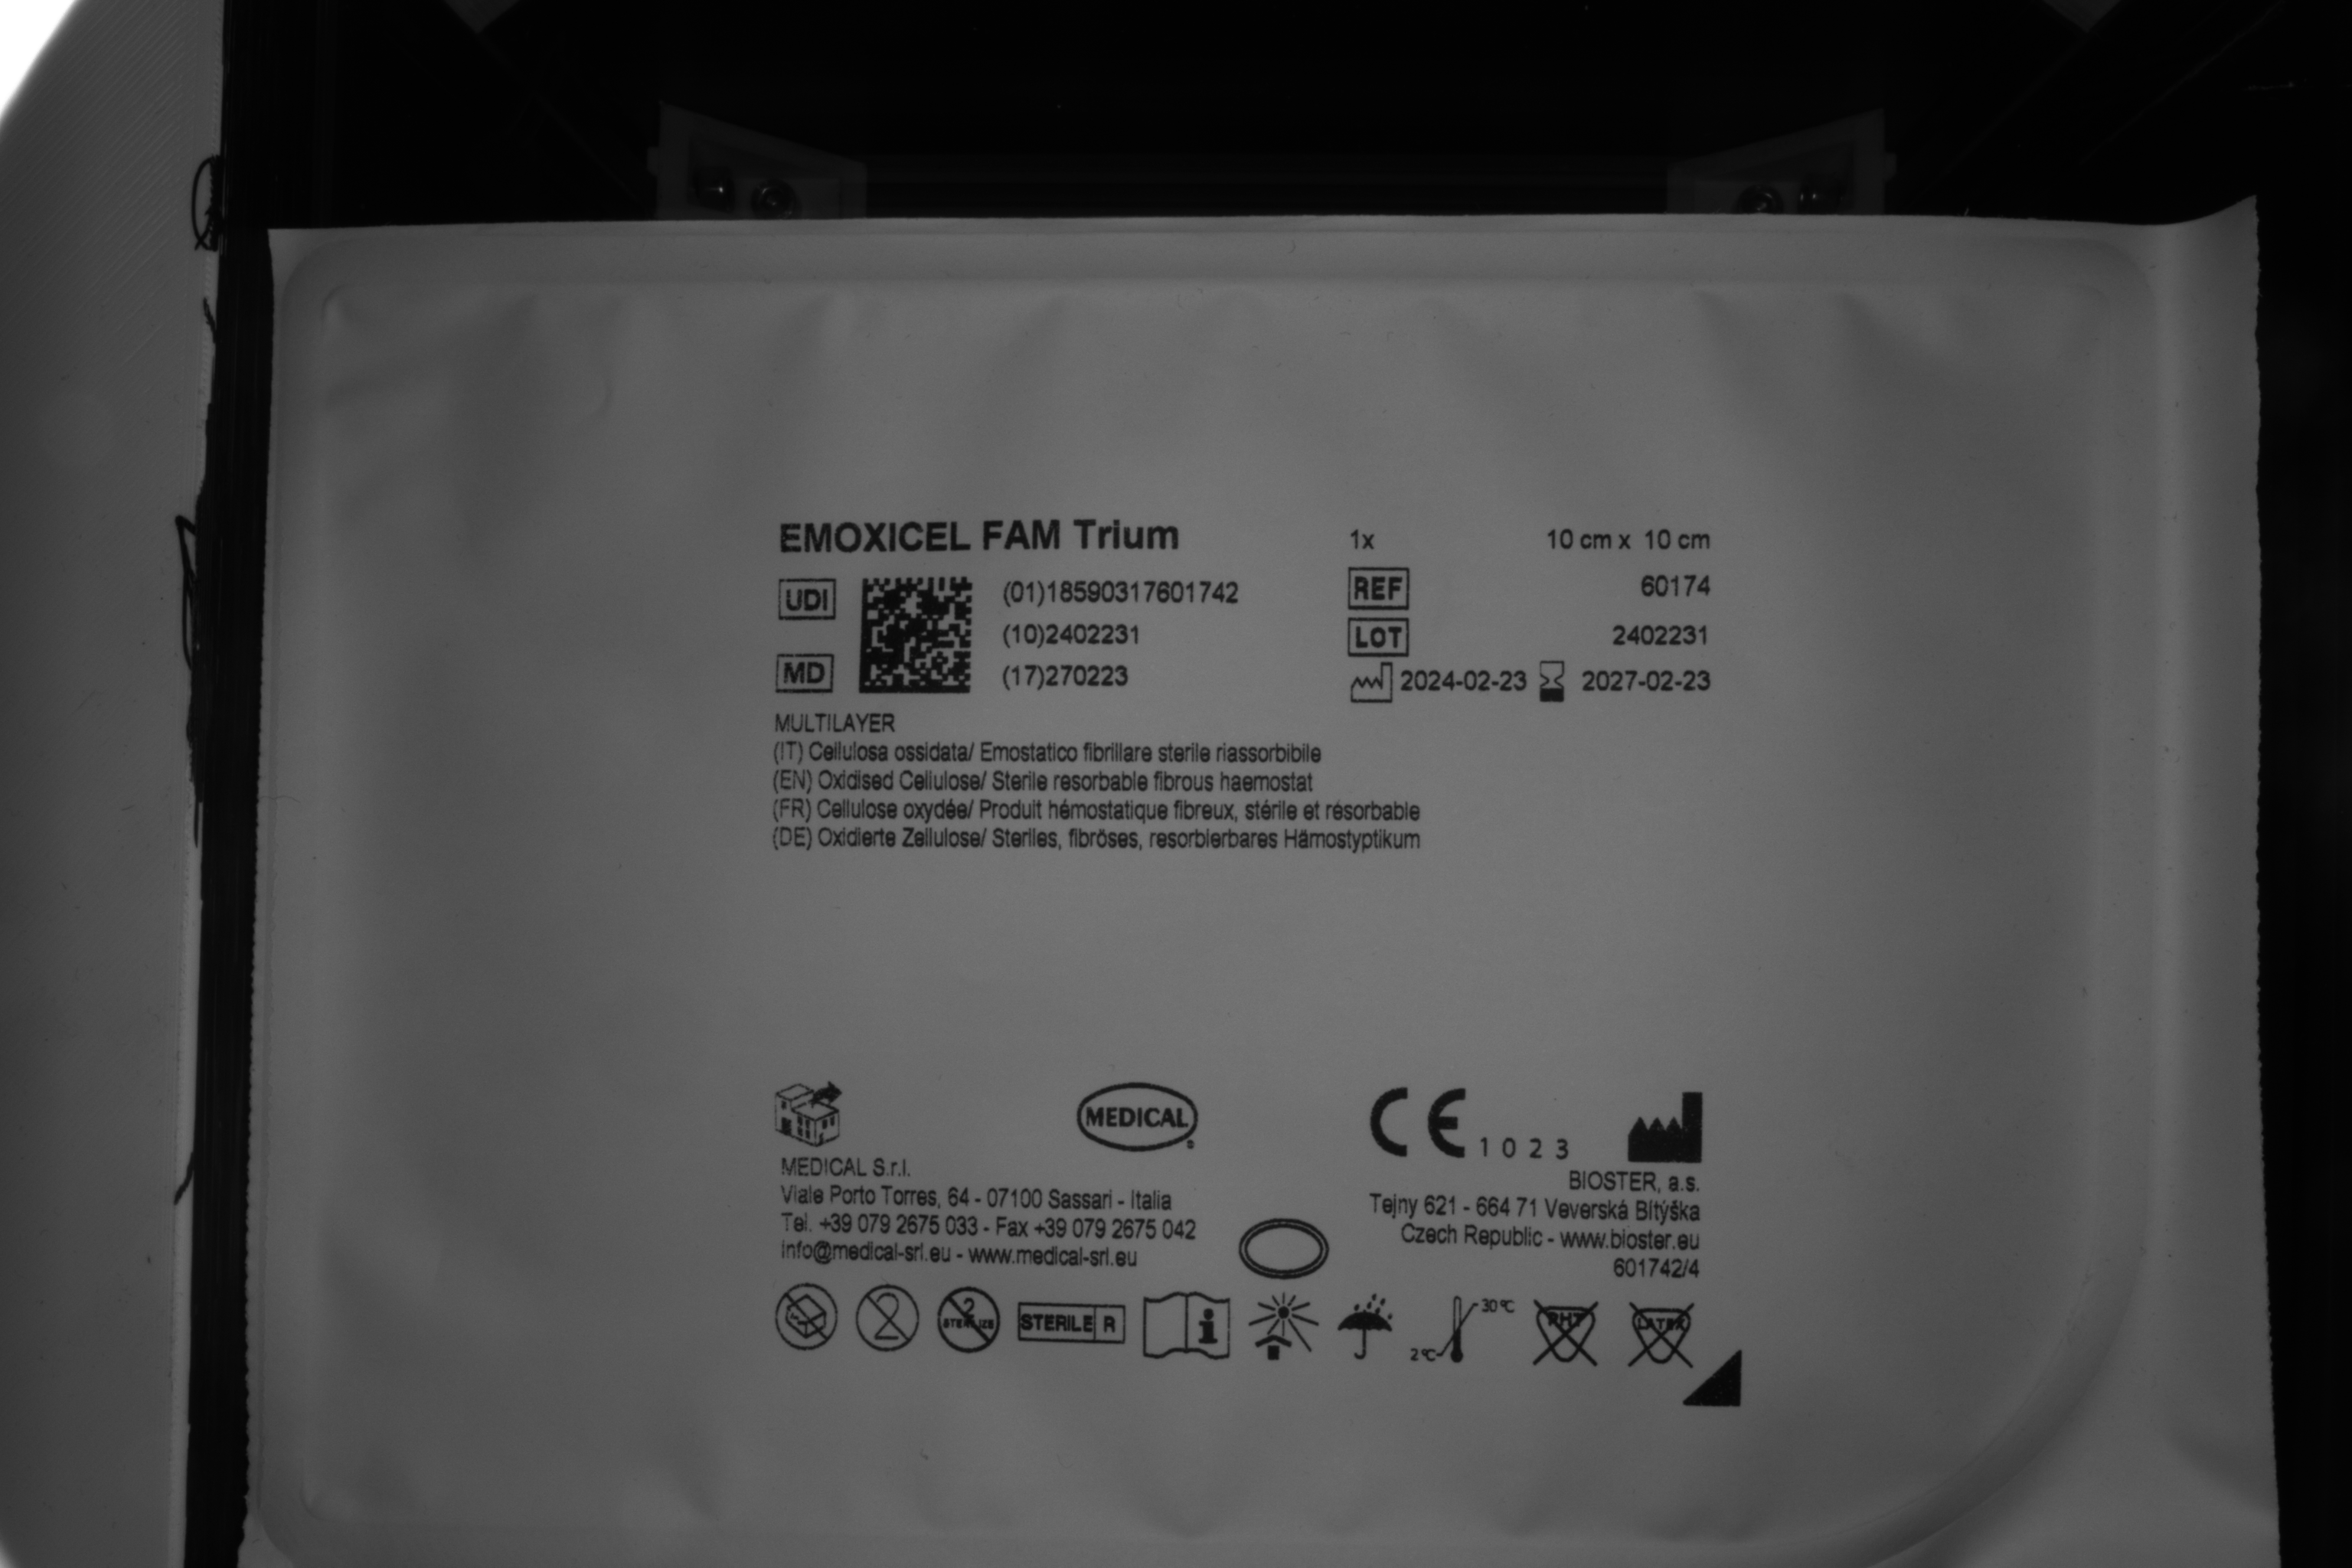 EMOXICEL FAM Trium
1x 10 cm x 10 cm
UDI
(01)18590317601742
REF 60174
(10)2402231
LOT 2402231
MD
(17)270223
2024-02-23 2027-02-23
MULTILAYER
(IT) Cellulosa ossidata/ Emostatico fibrillare sterile riassorbibile
(EN) Oxidised Cellulose/ Sterile resorbable fibrous haemostat
(FR) Cellulose oxydée/ Produit hémostatique fibreux, stérile et résorbable
(DE) Oxidierte Zellulose/ Steriles, fibröses, resorbierbares Hämostyptikum
MEDICAL
CE 1023
MEDICAL S.r.l.
Viale Porto Torres, 64 - 07100 Sassari - Italia
Tel. +39 079 2675 033 - Fax +39 079 2675 042
info@medical-srl.eu - www.medical-srl.eu
BIOSTER, a.s.
Tejny 621 - 664 71 Veverská Bítýška
Czech Republic - www.bioster.eu
601742/4
2
2 STERILIZE
STERILE R
i
2°C 30°C
PHT
LATEX